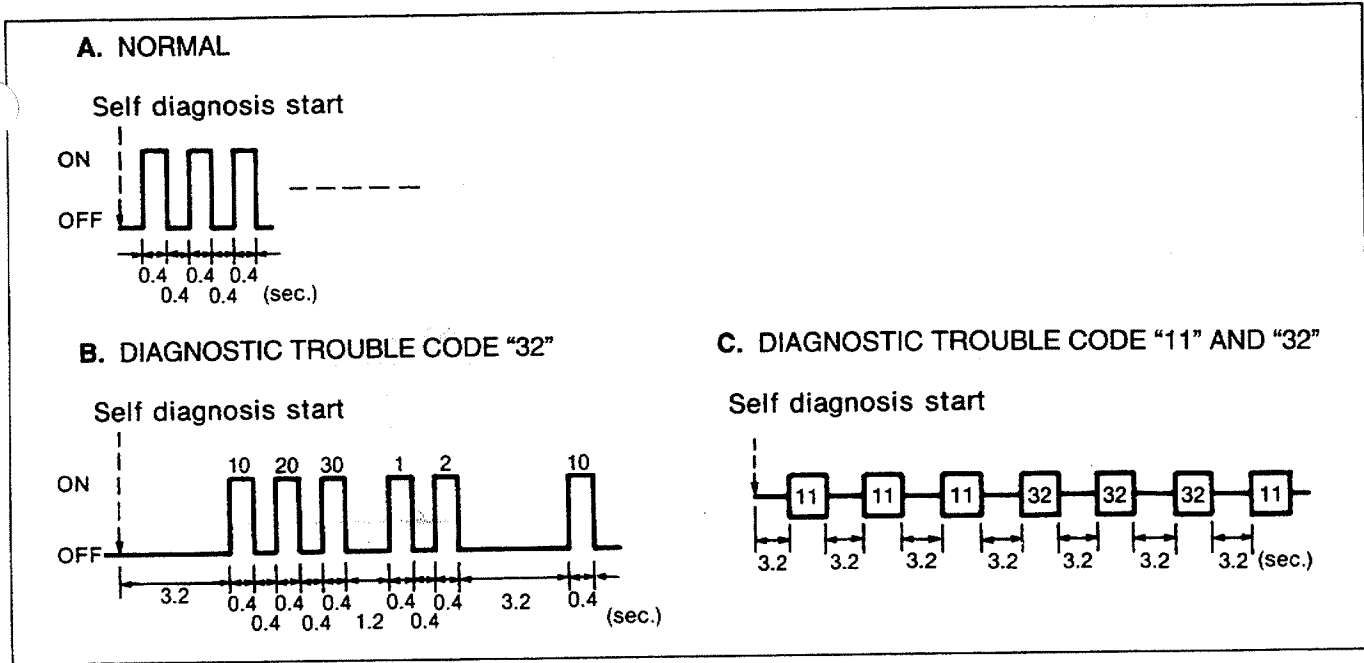 A. NORMAL
Self diagnosis start
ON
OFF
0.4 0.4 0.4
0.4 0.4 (sec.)
B. DIAGNOSTIC TROUBLE CODE “32”
Self diagnosis start
10 20 30 1 2 10
ON
OFF
3.2 0.4 0.4 0.4 0.4 0.4 3.2 0.4
0.4 0.4 1.2 0.4 (sec.)
C. DIAGNOSTIC TROUBLE CODE “11” AND “32”
Self diagnosis start
11 11 11 32 32 32 11
3.2 3.2 3.2 3.2 3.2 3.2 3.2 (sec.)